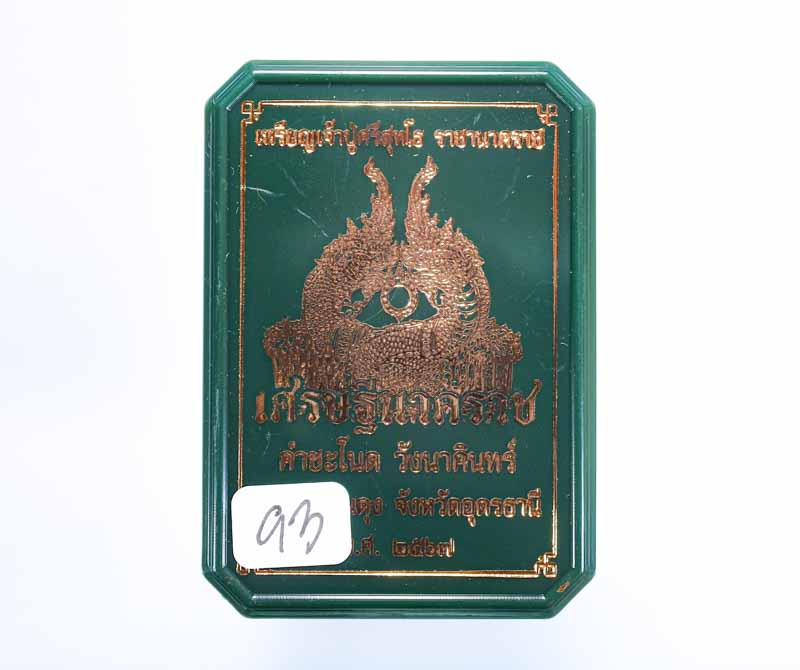 เหรียญเจ้าปู่ศรีสุทโธ ราชานาคราช
เศรษฐีนาคราช
คำชะโนด วังนาคินทร์
จังหวัดอุดรธานี
๒๕๖๗
93